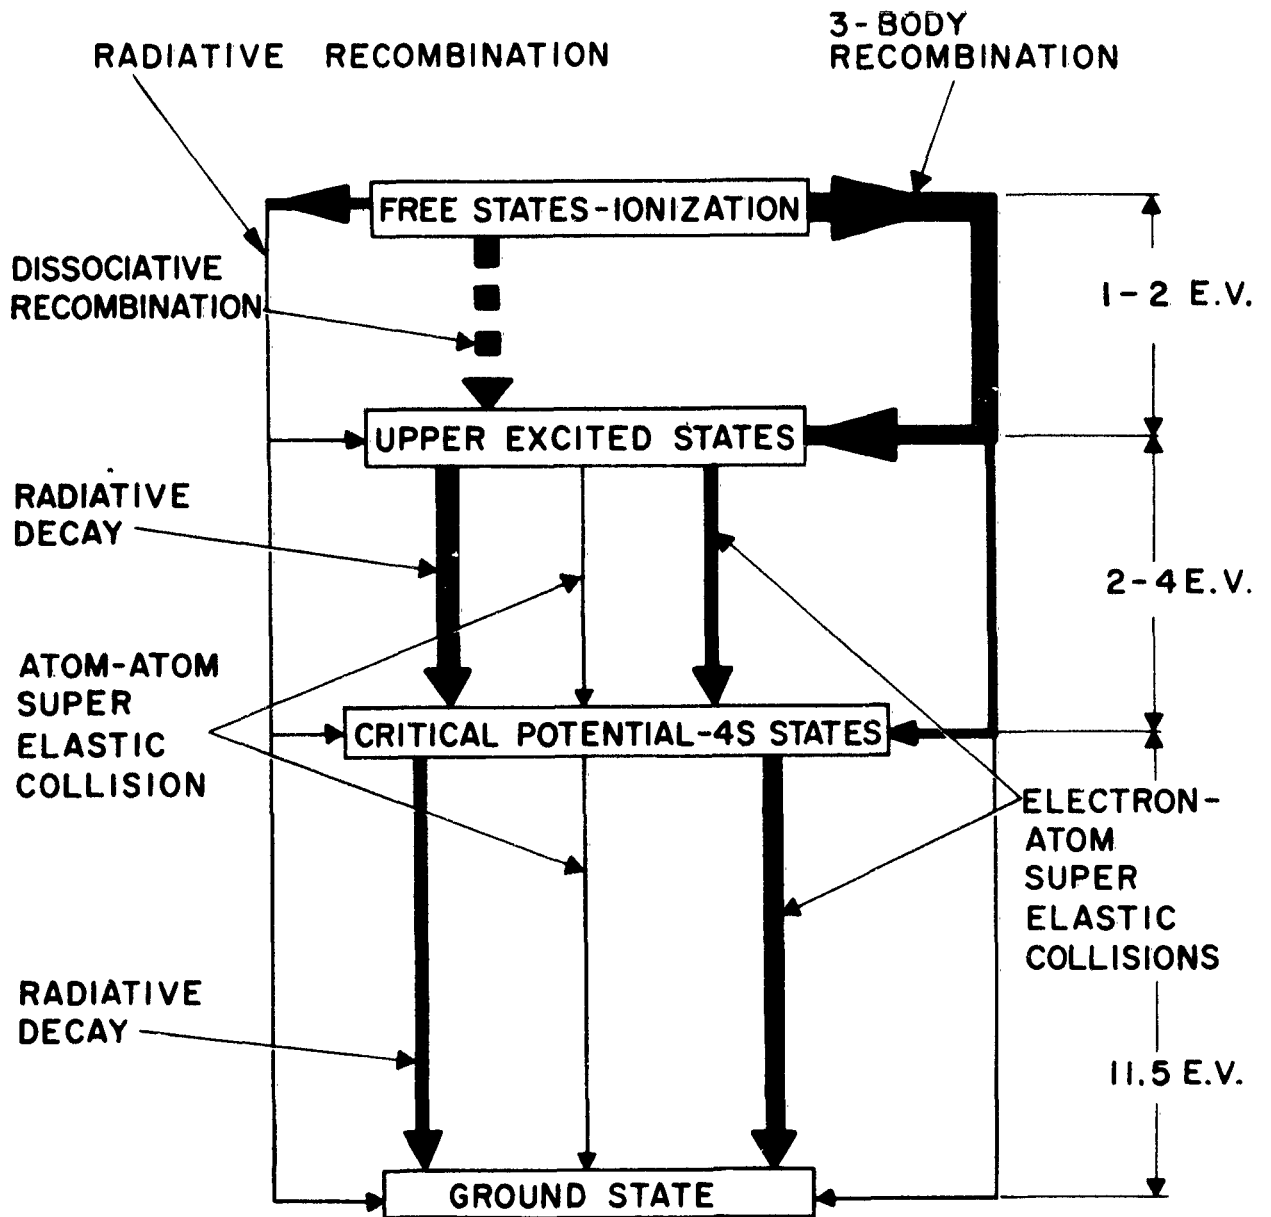 RADIATIVE RECOMBINATION
3-BODY
RECOMBINATION
FREE STATES-IONIZATION
DISSOCIATIVE
RECOMBINATION
1-2 E.V.
UPPER EXCITED STATES
RADIATIVE
DECAY
2-4 E.V.
ATOM-ATOM
SUPER
ELASTIC
COLLISION
CRITICAL POTENTIAL-4S STATES
ELECTRON-
ATOM
SUPER
ELASTIC
COLLISIONS
RADIATIVE
DECAY
11.5 E.V.
GROUND STATE